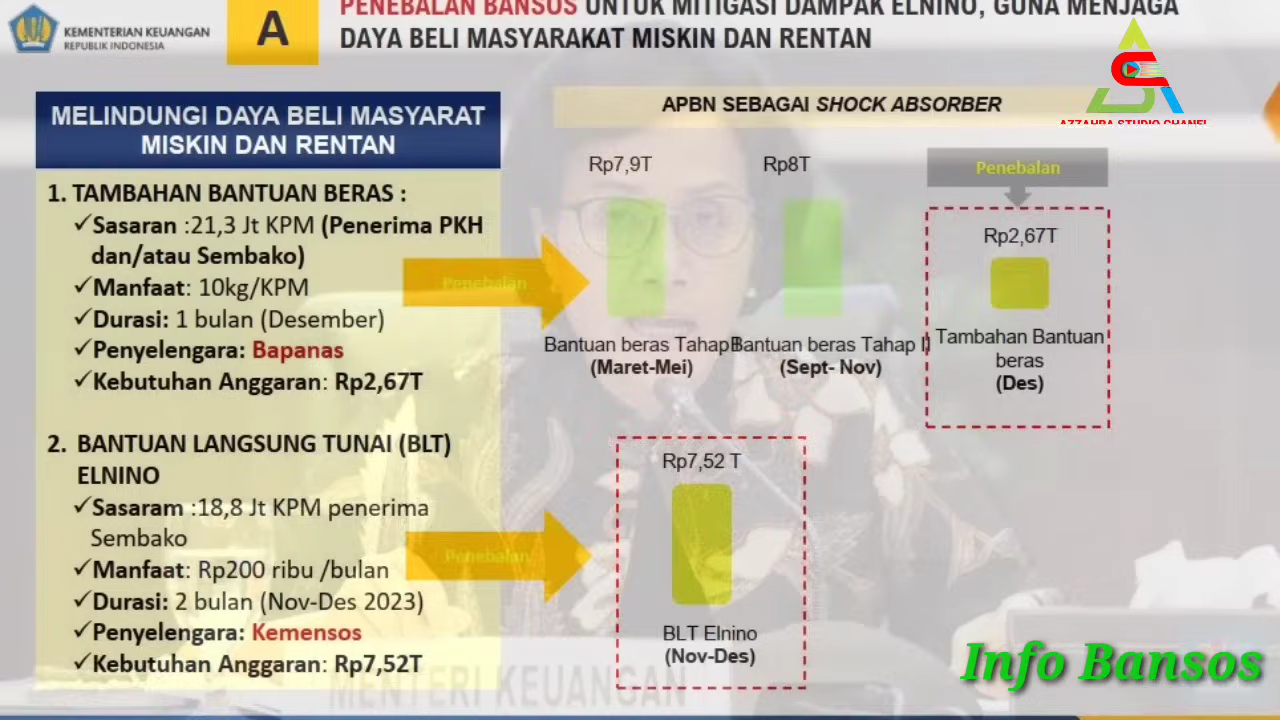 KEMENTERIAN KEUANGAN
REPUBLIK INDONESIA
A
PENEBALAN BANSOS UNTUK MITIGASI DAMPAK ELNINO, GUNA MENJAGA
DAYA BELI MASYARAKAT MISKIN DAN RENTAN
MELINDUNGI DAYA BELI MASYARAT
MISKIN DAN RENTAN
1. TAMBAHAN BANTUAN BERAS :
✓Sasaran :21,3 Jt KPM (Penerima PKH
dan/atau Sembako)
✓Manfaat: 10kg/KPM
✓Durasi: 1 bulan (Desember)
✓Penyelengara: Bapanas
✓Kebutuhan Anggaran: Rp2,67T
2. BANTUAN LANGSUNG TUNAI (BLT)
ELNINO
✓Sasaram :18,8 Jt KPM penerima
Sembako
✓Manfaat: Rp200 ribu /bulan
✓Durasi: 2 bulan (Nov-Des 2023)
✓Penyelengara: Kemensos
✓Kebutuhan Anggaran: Rp7,52T
Penebalan
Penebalan
APBN SEBAGAI SHOCK ABSORBER
AZZAHRA STUDIO CHANEL
Rp7,9T
Bantuan beras Tahap I
(Maret-Mei)
Rp8T
Bantuan beras Tahap II
(Sept- Nov)
Penebalan
Rp2,67T
Tambahan Bantuan
beras
(Des)
Rp7,52 T
BLT Elnino
(Nov-Des)
MENTERI KEUANGAN
Info Bansos